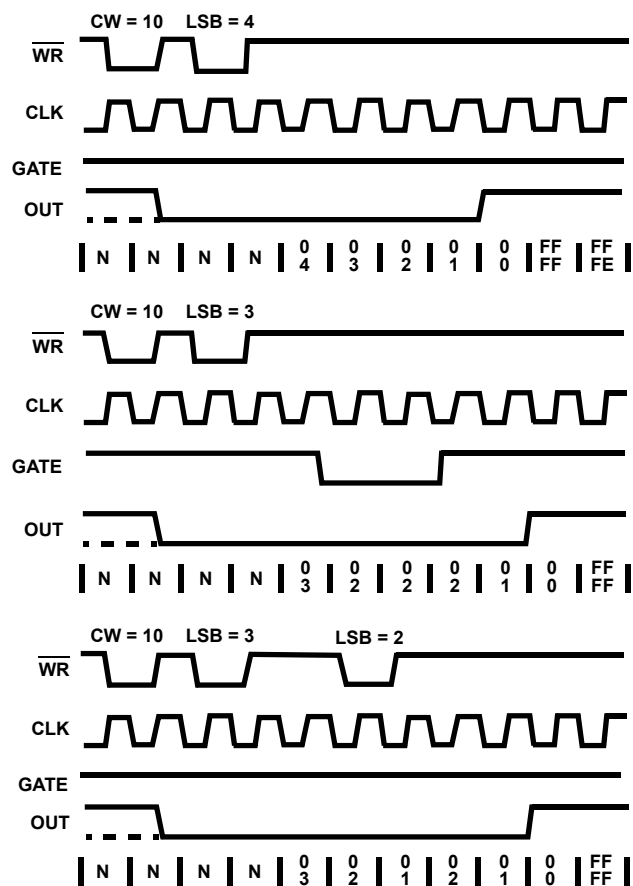 CW = 10 LSB = 4
WR
CLK
GATE
OUT
N N N N 0 0 0 0 0 FF FF
4 3 2 1 0 FF FE
CW = 10 LSB = 3
WR
CLK
GATE
OUT
N N N N 0 0 0 0 0 0 FF
3 2 2 2 1 0 FF
CW = 10 LSB = 3 LSB = 2
WR
CLK
GATE
OUT
N N N N 0 0 0 0 0 0 FF
3 2 1 2 1 0 FF